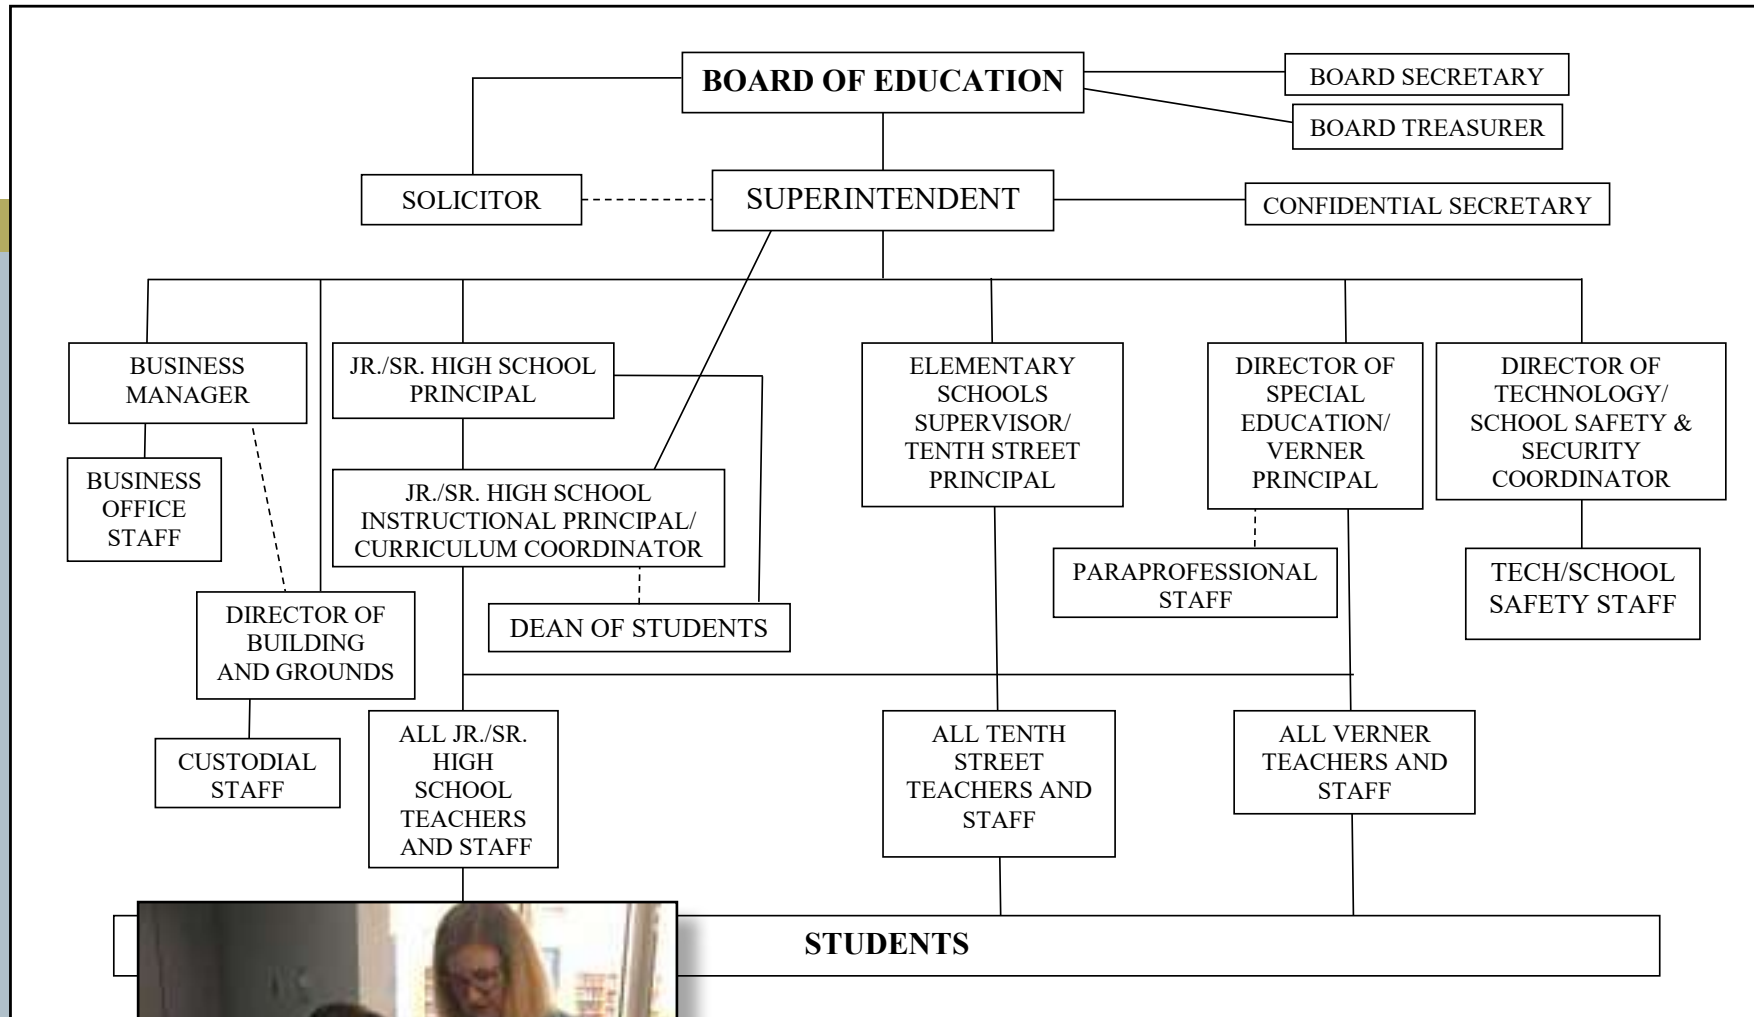 BOARD OF EDUCATION
BOARD SECRETARY
BOARD TREASURER
SOLICITOR
SUPERINTENDENT
CONFIDENTIAL SECRETARY
BUSINESS
MANAGER
JR./SR. HIGH SCHOOL
PRINCIPAL
ELEMENTARY
SCHOOLS
SUPERVISOR/
TENTH STREET
PRINCIPAL
DIRECTOR OF
SPECIAL
EDUCATION/
VERNER
PRINCIPAL
DIRECTOR OF
TECHNOLOGY/
SCHOOL SAFETY &
SECURITY
COORDINATOR
BUSINESS
OFFICE
STAFF
JR./SR. HIGH SCHOOL
INSTRUCTIONAL PRINCIPAL/
CURRICULUM COORDINATOR
PARAPROFESSIONAL
STAFF
TECH/SCHOOL
SAFETY STAFF
DIRECTOR OF
BUILDING
AND GROUNDS
DEAN OF STUDENTS
CUSTODIAL
STAFF
ALL JR./SR.
HIGH
SCHOOL
TEACHERS
AND STAFF
ALL TENTH
STREET
TEACHERS AND
STAFF
ALL VERNER
TEACHERS AND
STAFF
STUDENTS